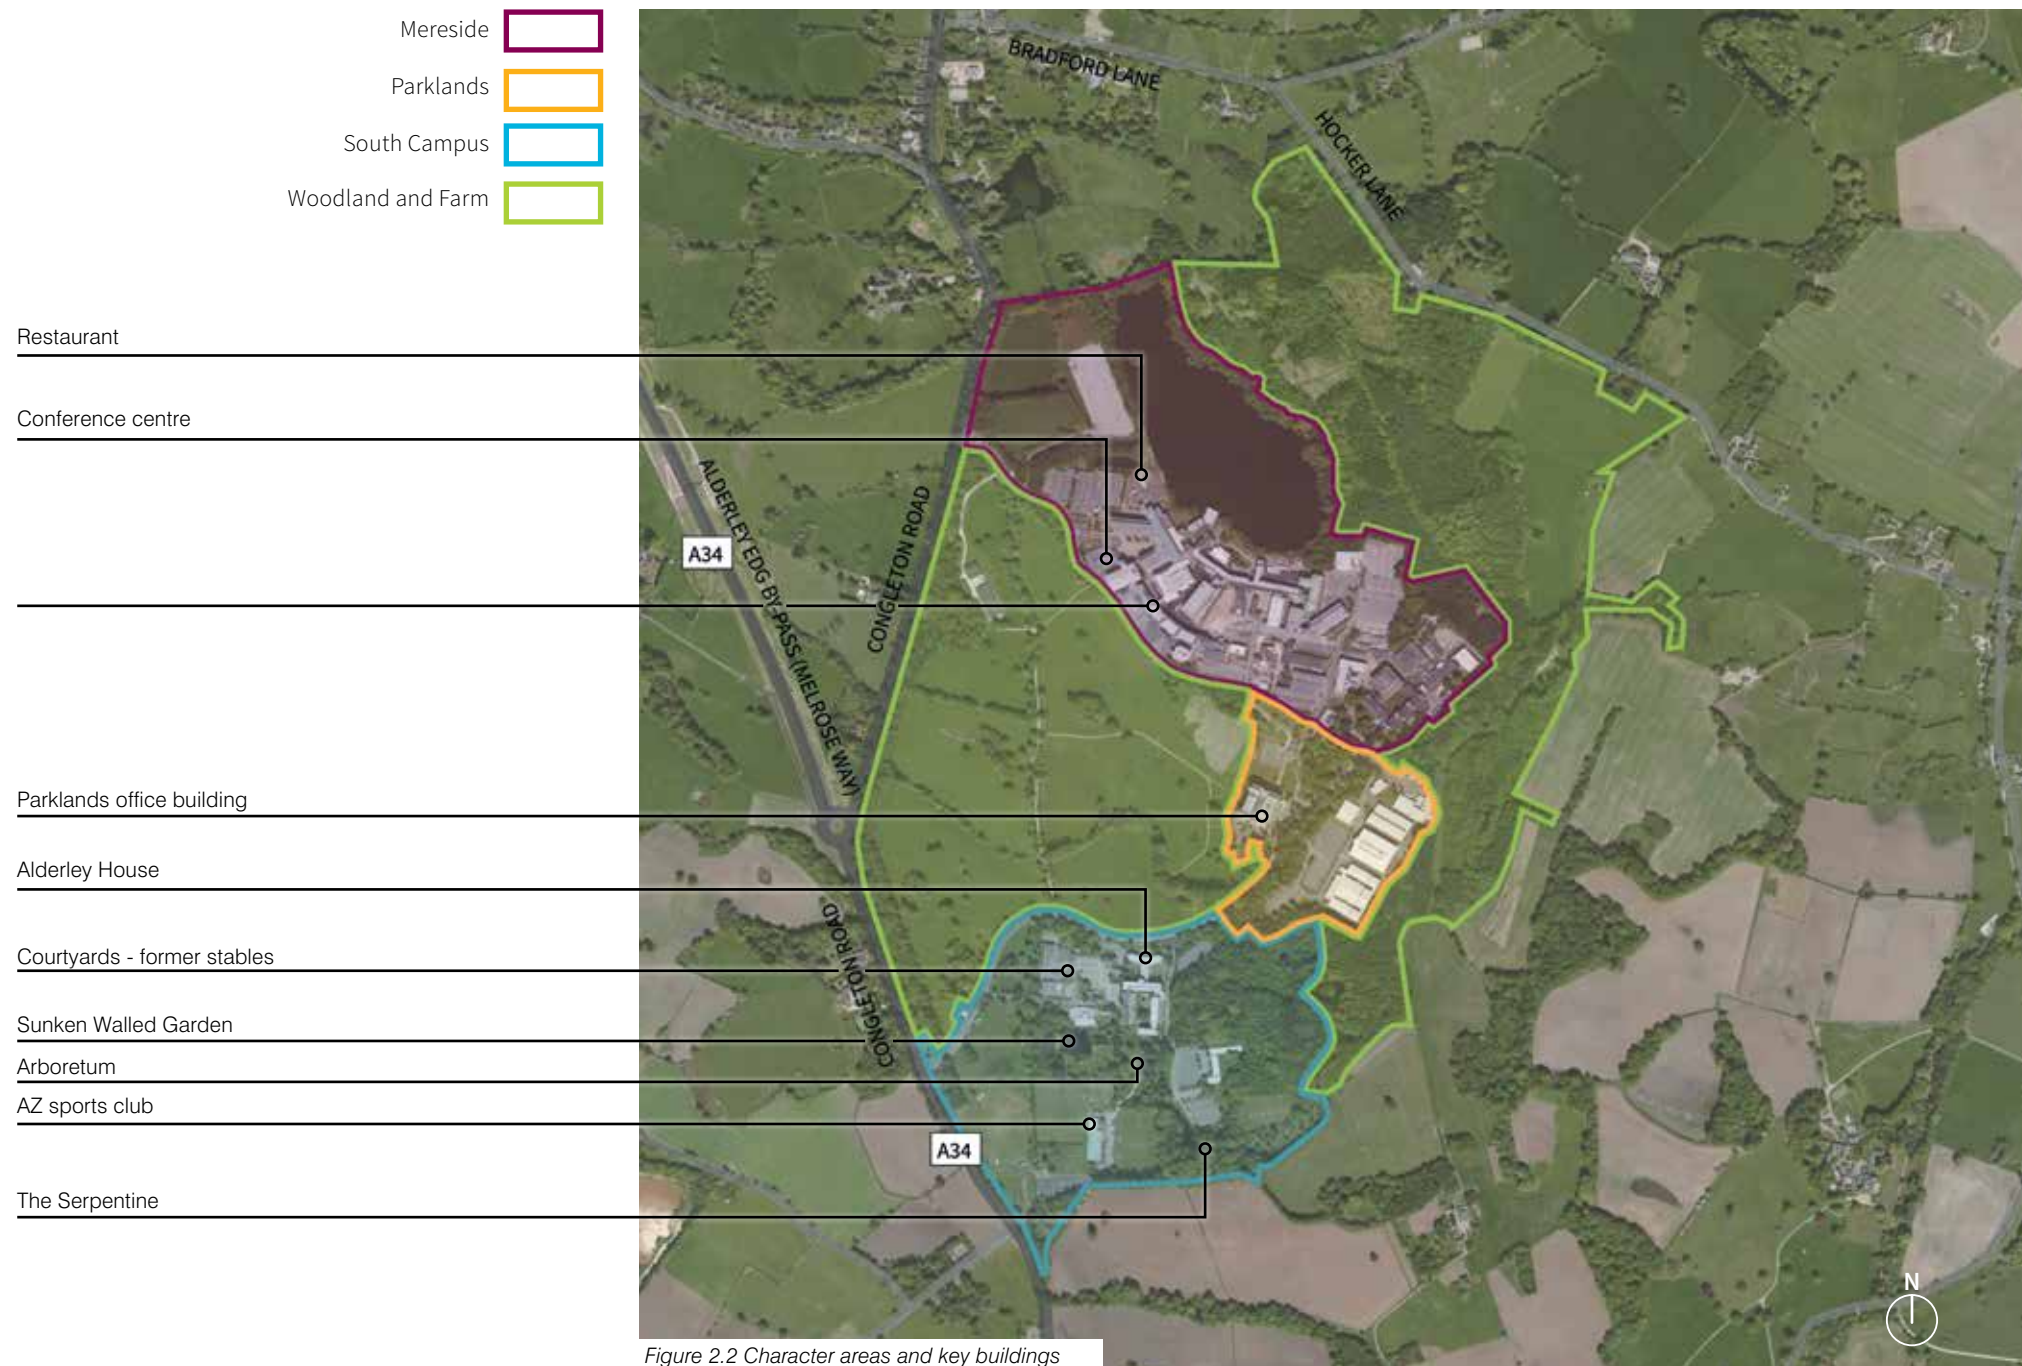 Mereside
Parklands
South Campus
Woodland and Farm
Restaurant
Conference centre
Parklands office building
Alderley House
Courtyards - former stables
Sunken Walled Garden
Arboretum
AZ sports club
The Serpentine
BRADFORD LANE
HOCKER LANE
ALDERLEY EDG BY-PASS (MELROSE WAY)
A34
CONGLETON ROAD
CONGLETON ROAD
A34
N
Figure 2.2 Character areas and key buildings